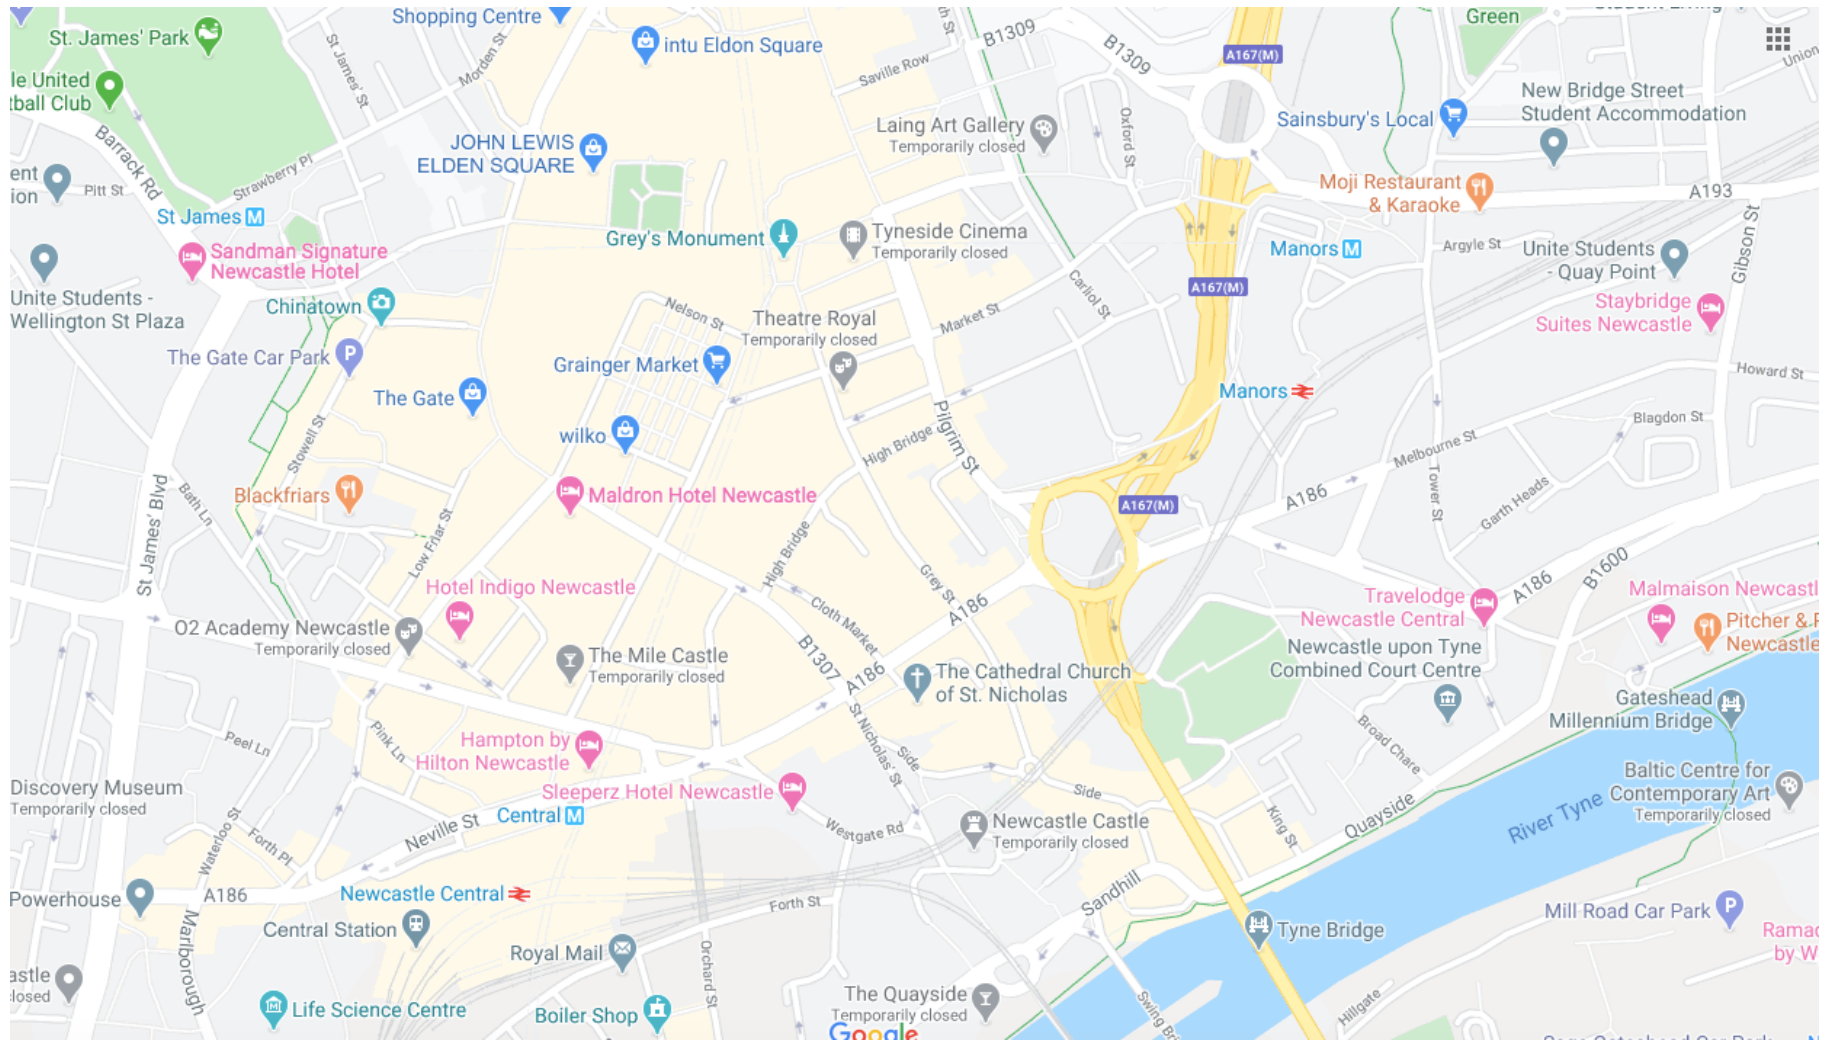 Shopping Centre
St. James' Park
intu Eldon Square
B1309
B1309
A167(M)
Green
St James' St
Morden St
Saville Row
Union
le United
tball Club
New Bridge Street
Student Accommodation
Barrack Rd
JOHN LEWIS
ELDEN SQUARE
Laing Art Gallery
Temporarily closed
Oxford St
Sainsbury's Local
ent
ion
Pitt St
Strawberry Pl
Moji Restaurant
& Karaoke
A193
St James
M
Grey's Monument
Tyneside Cinema
Temporarily closed
Manors
M
Argyle St
Unite Students
- Quay Point
Gibson St
Sandman Signature
Newcastle Hotel
Unite Students -
Wellington St Plaza
Chinatown
Nelson St
Theatre Royal
Temporarily closed
Market St
Carliol St
A167(M)
Staybridge
Suites Newcastle
The Gate Car Park
P
Grainger Market
Manors
Howard St
The Gate
wilko
High Bridge
Pilgrim St
Blagdon St
Stowell St
Melbourne St
Tower St
St James' Blvd
Bath Ln
Blackfriars
Maldron Hotel Newcastle
A167(M)
A186
Garth Heads
Low Friar St
High Bridge
Grey St
A186
A186
B1600
Hotel Indigo Newcastle
Cloth Market
Travelodge
Newcastle Central
Malmaison Newcastl
O2 Academy Newcastle
Temporarily closed
The Mile Castle
Temporarily closed
B1307
A186
The Cathedral Church
of St. Nicholas
Newcastle upon Tyne
Combined Court Centre
Pitcher &
Newcastle
Gateshead
Millennium Bridge
Peel Ln
Pink Ln
St Nicholas' St
Side
Broad Chare
Hampton by
Hilton Newcastle
Sleeperz Hotel Newcastle
Discovery Museum
Temporarily closed
Side
Baltic Centre for
Contemporary Art
Temporarily closed
Central
M
Neville St
Waterloo St
Forth Pl
Westgate Rd
Newcastle Castle
Temporarily closed
King St
Quayside
River Tyne
Powerhouse
A186
Newcastle Central
Forth St
Sandhill
Mill Road Car Park
P
Central Station
Marlborough
Royal Mail
Orchard St
Tyne Bridge
Ramad
by W
astle
closed
Life Science Centre
Boiler Shop
The Quayside
Temporarily closed
Swing Bri
Hillgate
Google